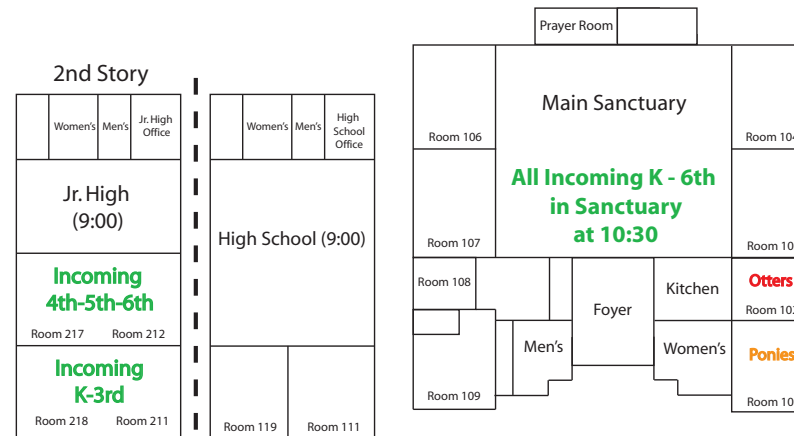 2nd Story
Women's
Men's
Jr. High
Office
Jr. High
(9:00)
Incoming
4th-5th-6th
Room 217
Room 212
Incoming
K-3rd
Room 218
Room 211
Women's
Men's
High
School
Office
High School (9:00)
Room 119
Room 111
Prayer Room
Main Sanctuary
Room 106
Room 104
All Incoming K - 6th
in Sanctuary
at 10:30
Room 107
Room 108
Foyer
Kitchen
Otters
Men's
Women's
Ponies
Room 109